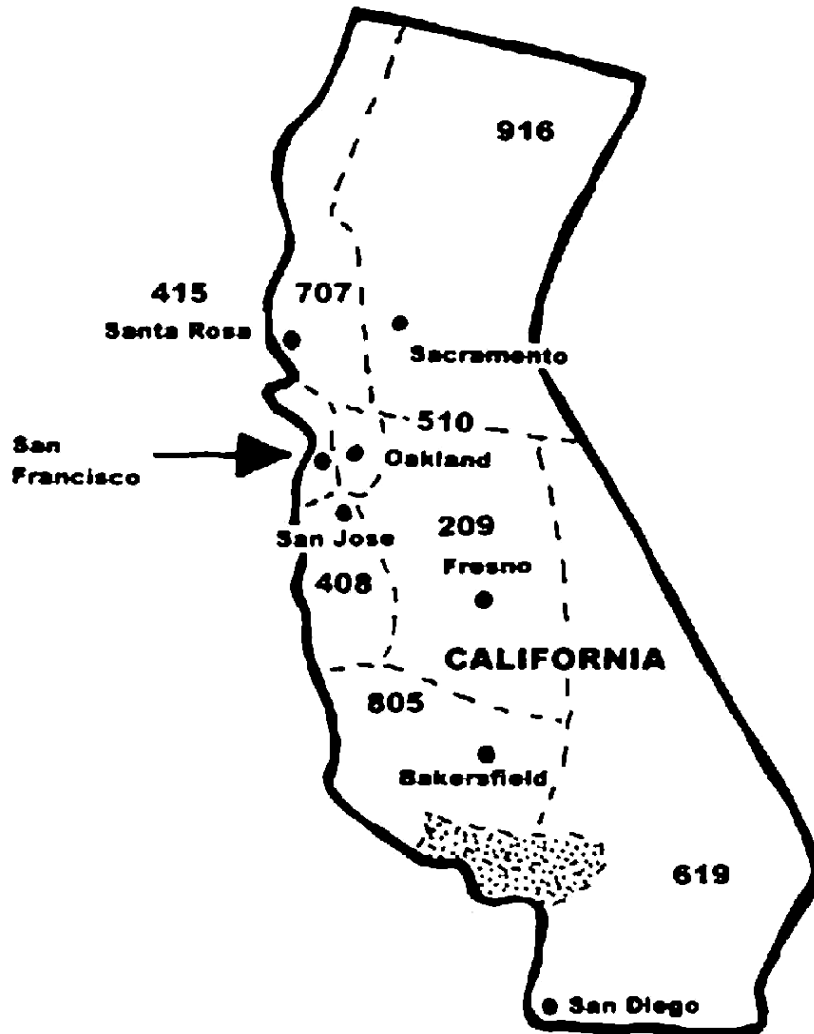 916
415
707
Santa Rosa
Sacramento
510
San
Francisco
Oakland
209
San Jose
Fresno
408
CALIFORNIA
805
Bakersfield
619
San Diego